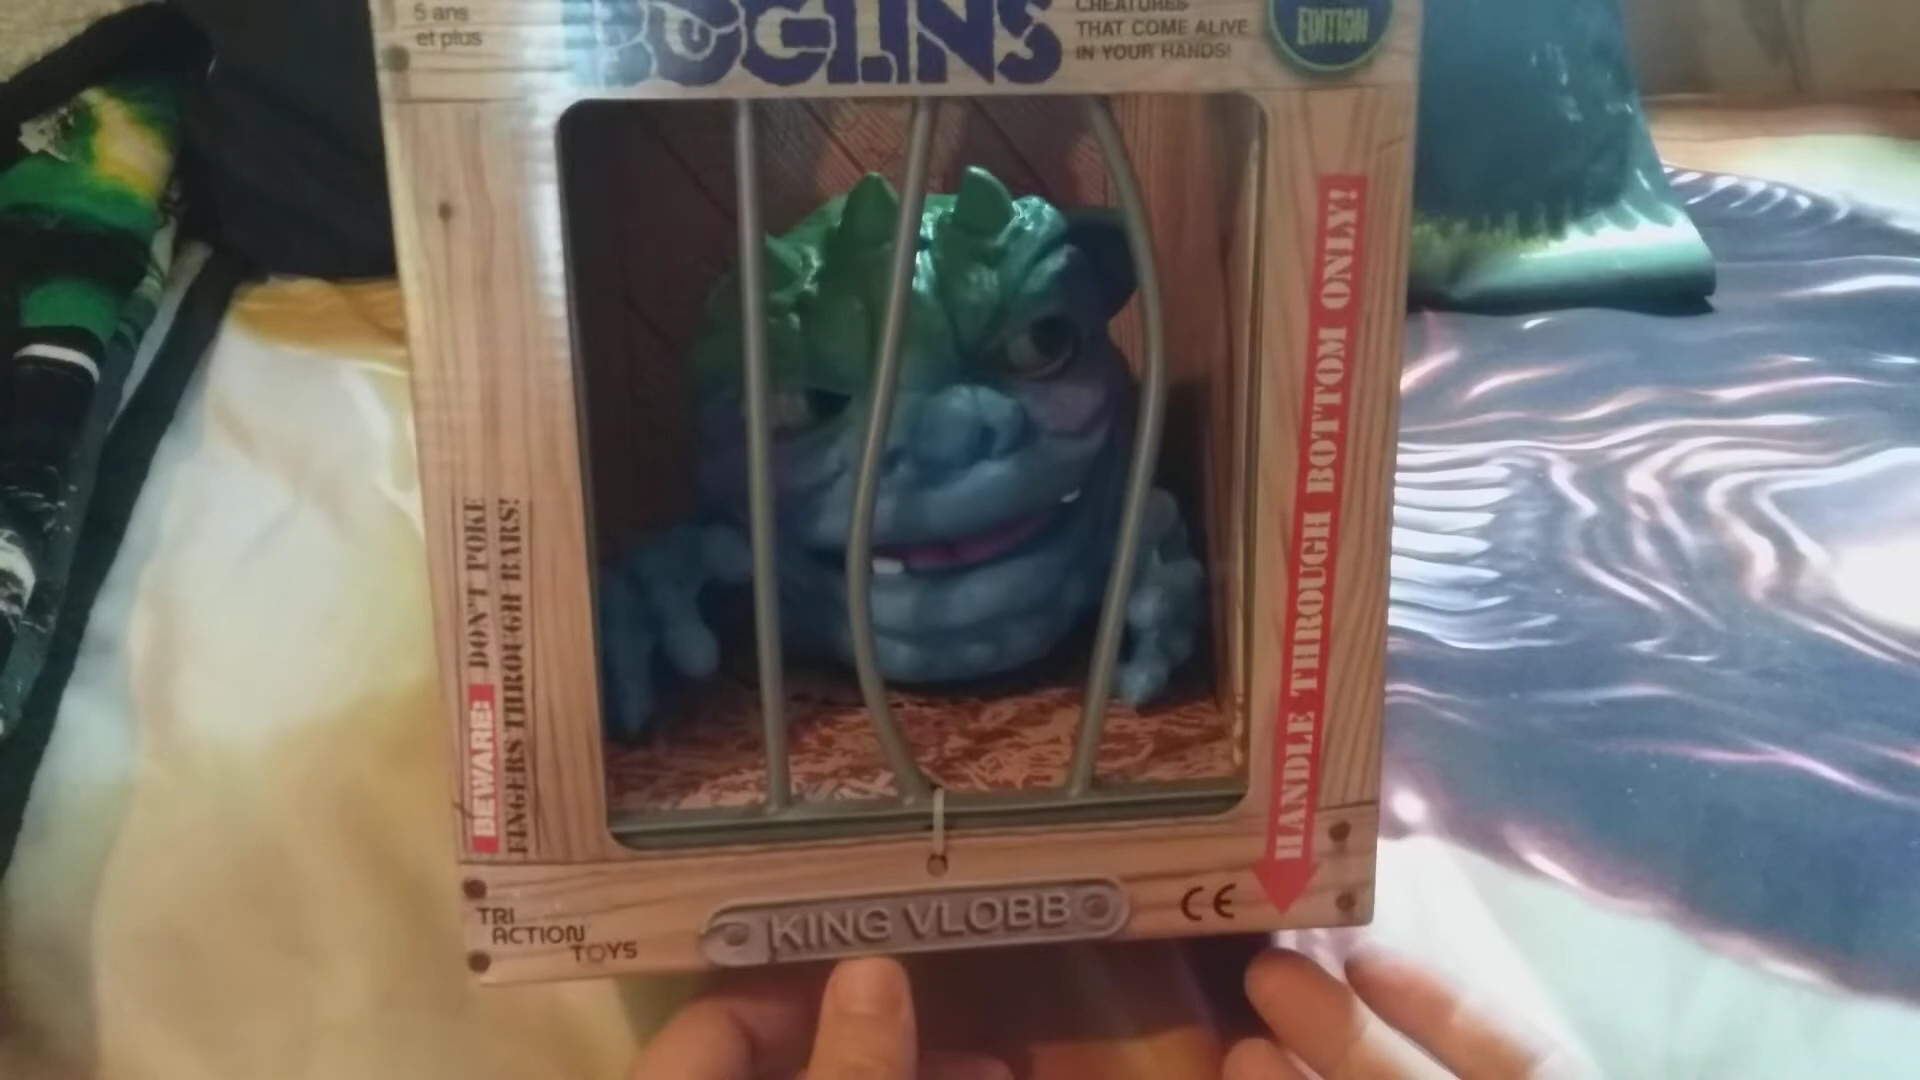 5 ans
et plus
BOGLINS
CREATURES
THAT COME ALIVE
IN YOUR HANDS!
EDITION
BEWARE: DON'T POKE
FINGERS THROUGH BARS!
HANDLE THROUGH BOTTOM ONLY!
TRI
ACTION
TOYS
KING VLOBB
CE